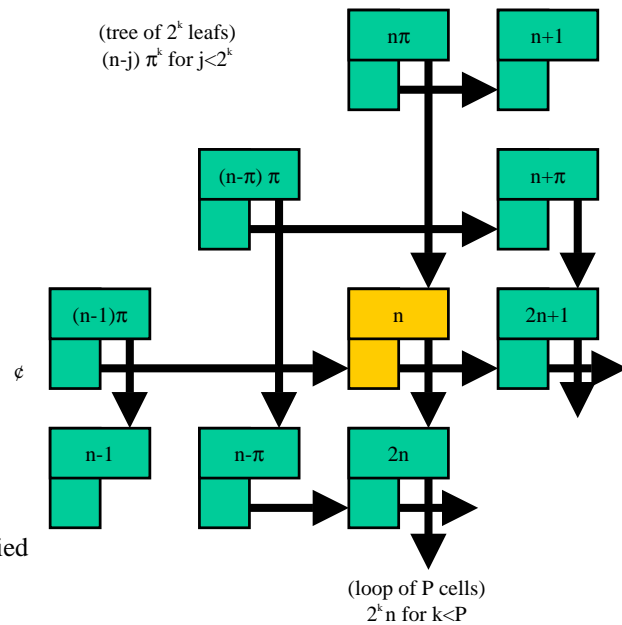 (tree of 2^k leafs)
(n-j) π^k for j<2^k
nπ
n+1
(n-π) π
n+π
(n-1)π
n
2n+1
¢
n-1
n-π
2n
ied
(loop of P cells)
2^k n for k<P